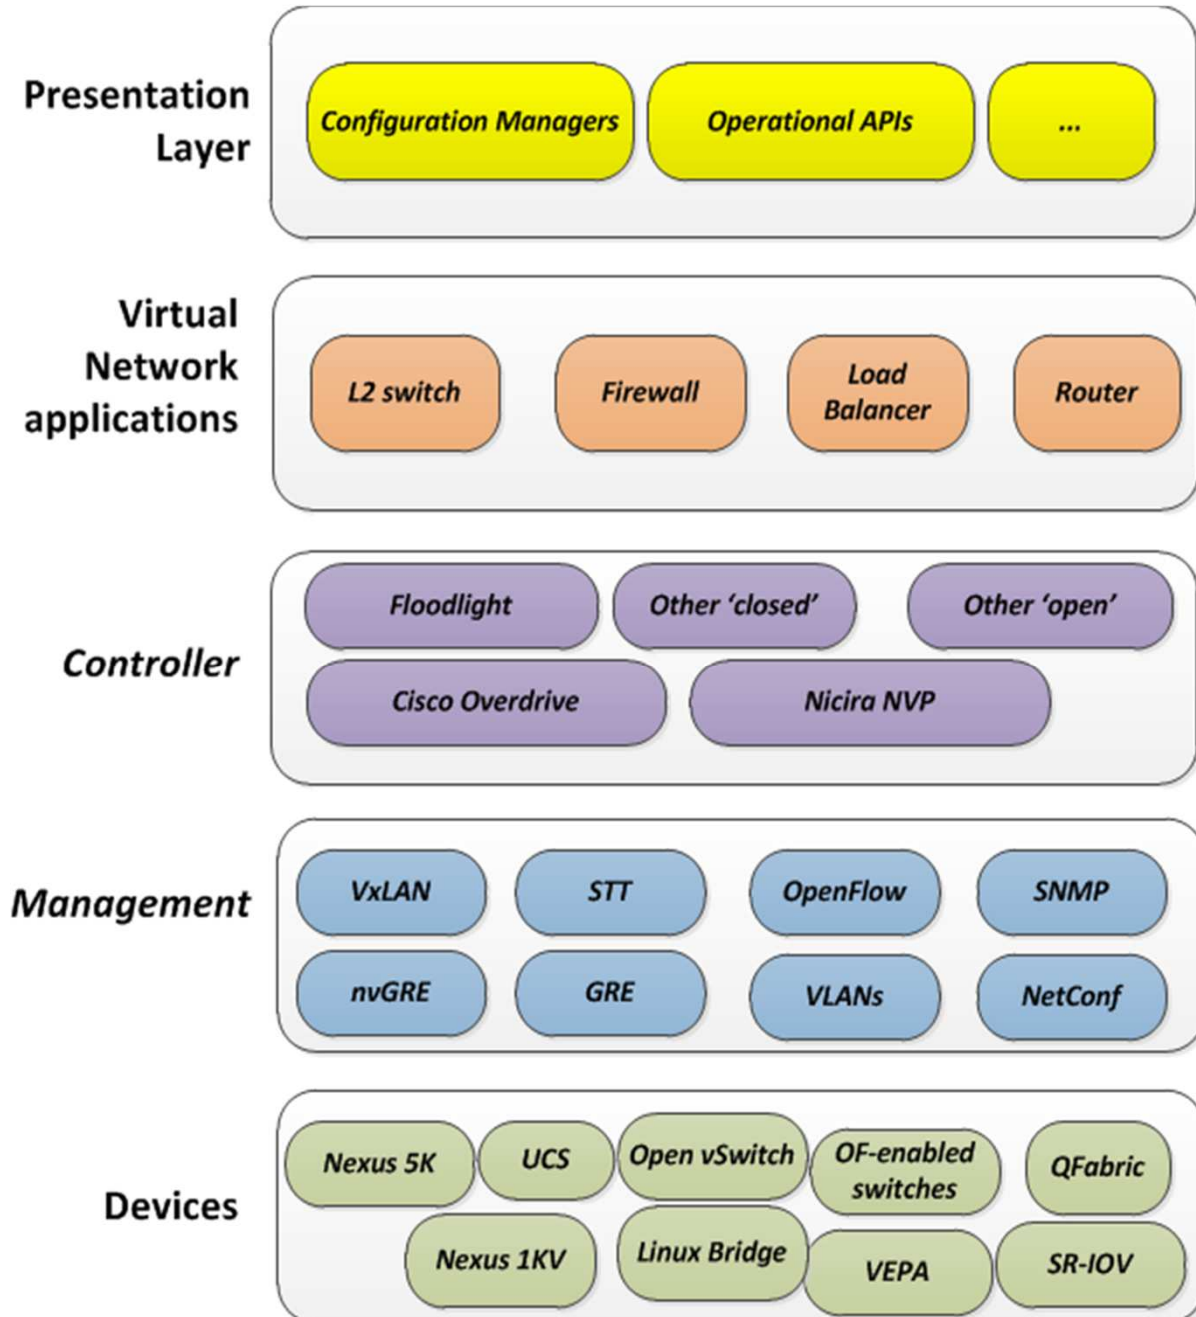 Presentation
Layer
Configuration Managers
Operational APIs
...
Virtual
Network
applications
L2 switch
Firewall
Load
Balancer
Router
Controller
Floodlight
Other ‘closed’
Other ‘open’
Cisco Overdrive
Nicira NVP
Management
VxLAN
STT
OpenFlow
SNMP
nvGRE
GRE
VLANs
NetConf
Devices
Nexus 5K
UCS
Open vSwitch
OF-enabled
switches
QFabric
Nexus 1KV
Linux Bridge
VEPA
SR-IOV